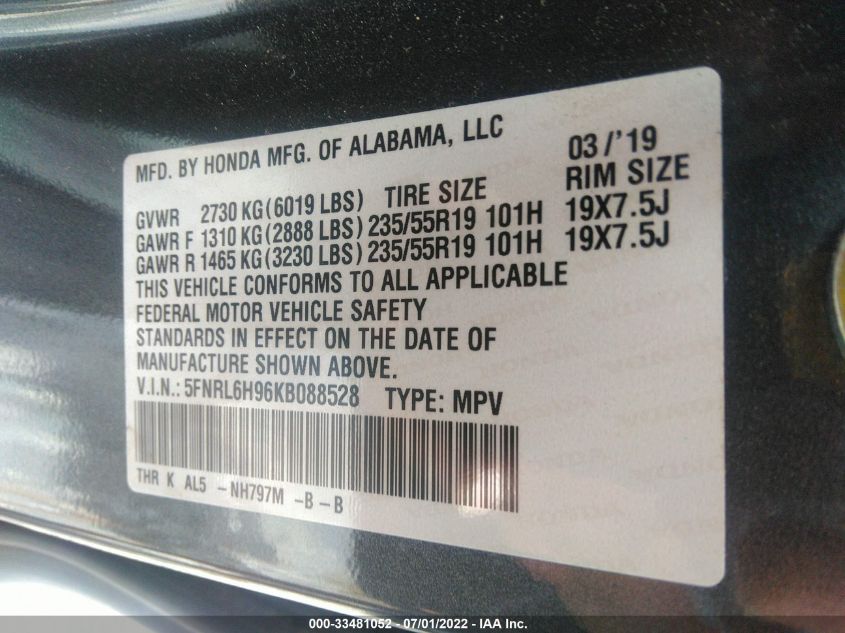 MFD. BY HONDA MFG. OF ALABAMA, LLC 03/'19
GVWR 2730 KG(6019 LBS) TIRE SIZE RIM SIZE
GAWR F 1310 KG(2888 LBS) 235/55R19 101H 19X7.5J
GAWR R 1465 KG(3230 LBS) 235/55R19 101H 19X7.5J
THIS VEHICLE CONFORMS TO ALL APPLICABLE
FEDERAL MOTOR VEHICLE SAFETY
STANDARDS IN EFFECT ON THE DATE OF
MANUFACTURE SHOWN ABOVE.
V.I.N.: 5FNRL6H96KB088528 TYPE: MPV
THR K AL5 -NH797M -B-B
000-33481052 - 07/01/2022 - IAA Inc.